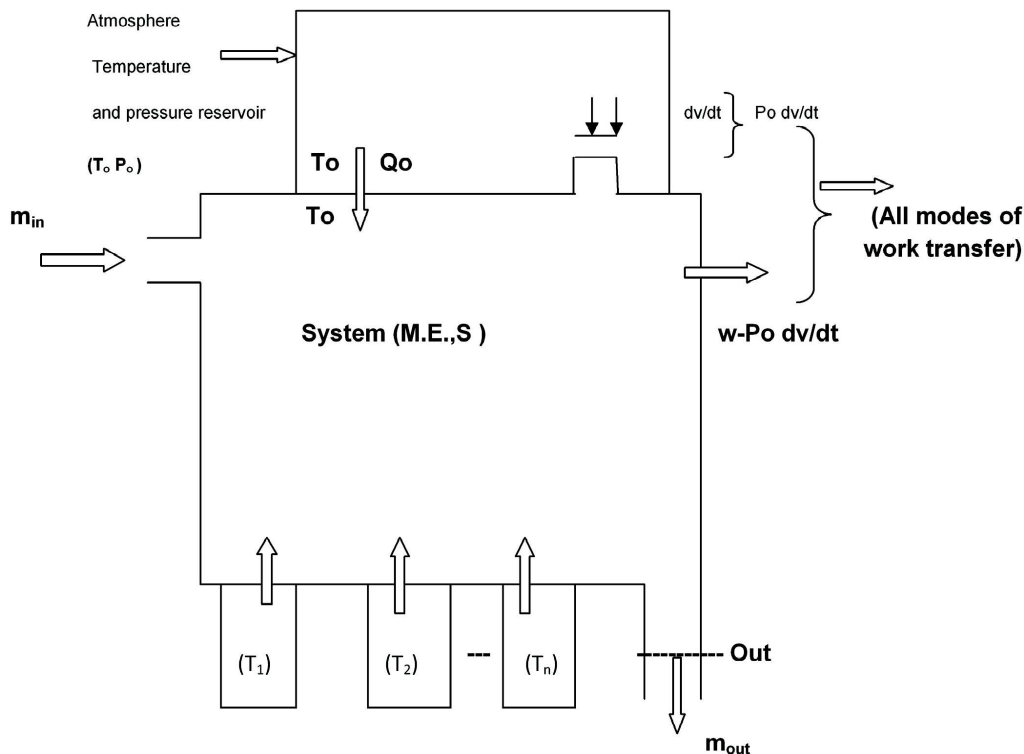 Atmosphere
Temperature
and pressure reservoir
(Tₒ Pₒ)
To Qo
To
dv/dt
Po dv/dt
(All modes of
work transfer)
mᵢₙ
System (M.E.,S )
w-Po dv/dt
(T₁)
(T₂)
---
(Tₙ)
Out
mₒᵤₜ